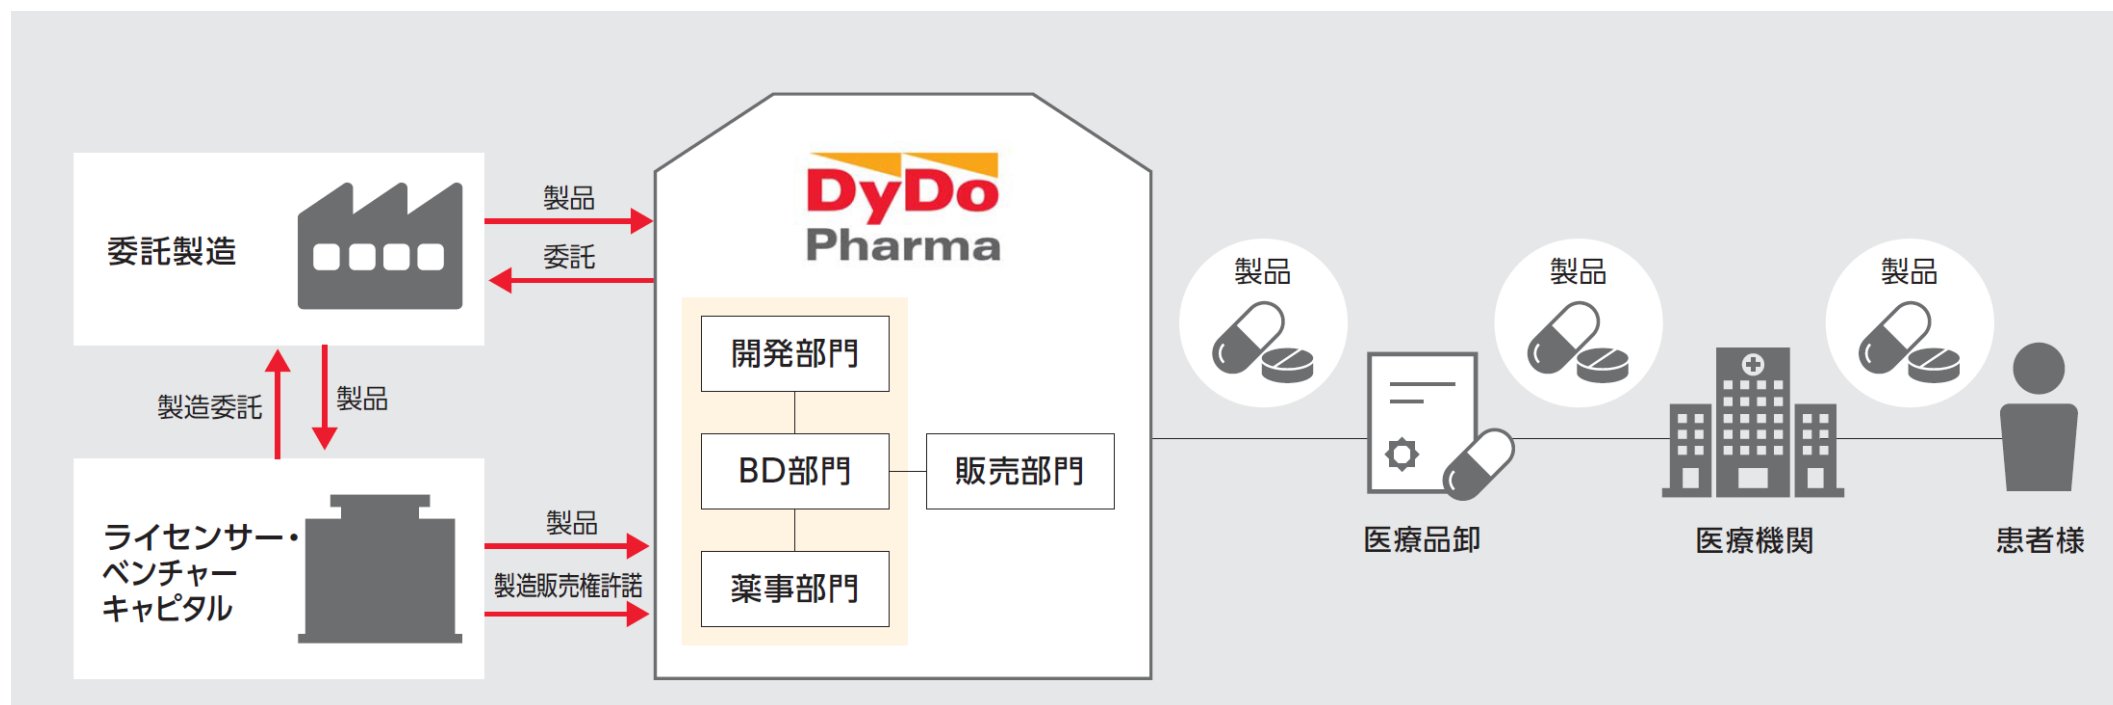 委託製造
製品
委託
製造委託
製品
ライセンサー・
ベンチャー
キャピタル
製品
製造販売権許諾
DyDo
Pharma
開発部門
BD部門
販売部門
薬事部門
製品
製品
製品
医療品卸
医療機関
患者様